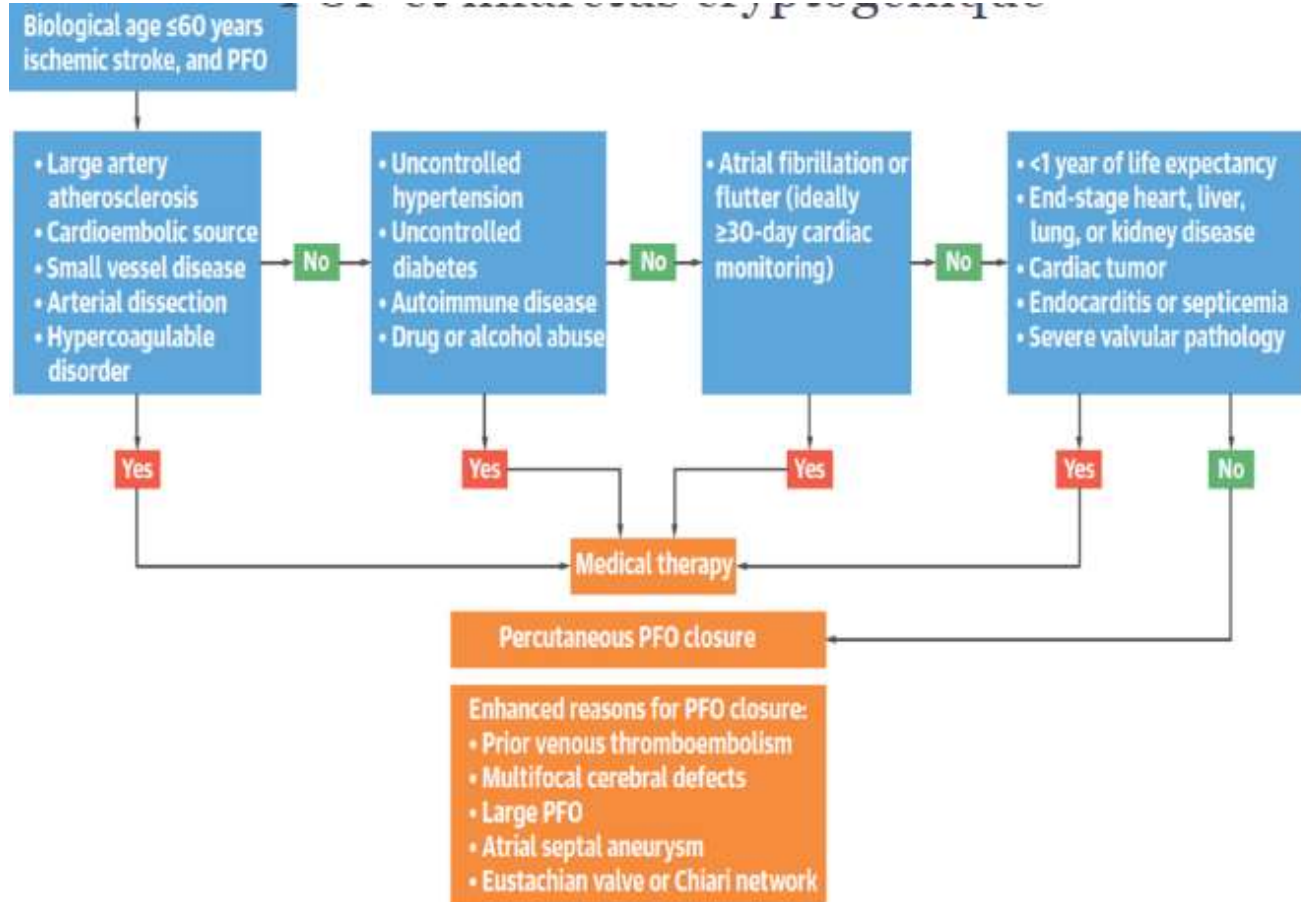 Biological age ≤60 years
ischemic stroke, and PFO
• Large artery
atherosclerosis
• Cardioembolic source
• Small vessel disease
• Arterial dissection
• Hypercoagulable
disorder
No
• Uncontrolled
hypertension
• Uncontrolled
diabetes
• Autoimmune disease
• Drug or alcohol abuse
No
• Atrial fibrillation or
flutter (ideally
≥30-day cardiac
monitoring)
No
• <1 year of life expectancy
• End-stage heart, liver,
lung, or kidney disease
• Cardiac tumor
• Endocarditis or septicemia
• Severe valvular pathology
Yes
Yes
Yes
Yes
No
Medical therapy
Percutaneous PFO closure
Enhanced reasons for PFO closure:
• Prior venous thromboembolism
• Multifocal cerebral defects
• Large PFO
• Atrial septal aneurysm
• Eustachian valve or Chiari network